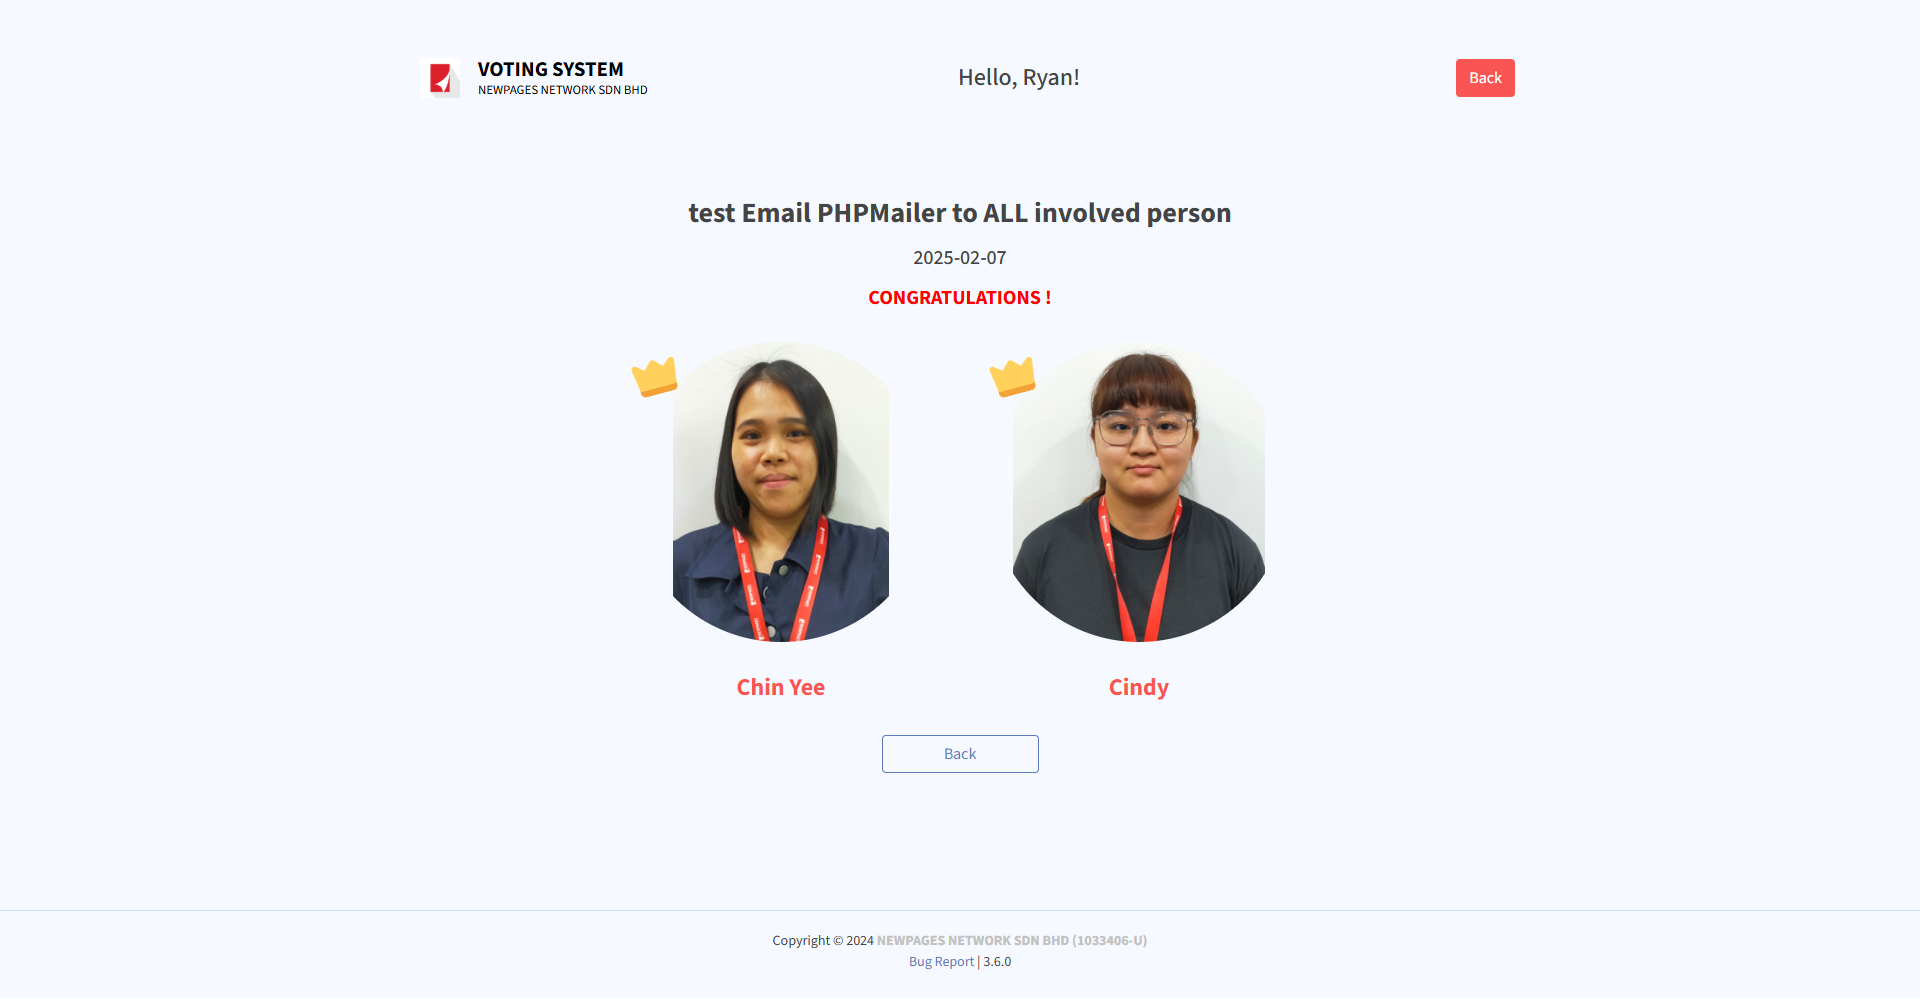 VOTING SYSTEM
NEWPAGES NETWORK SDN BHD
Hello, Ryan!
Back
test Email PHPMailer to ALL involved person
2025-02-07
CONGRATULATIONS !
Chin Yee
Cindy
Back
Copyright © 2024 NEWPAGES NETWORK SDN BHD (1033406-U)
Bug Report | 3.6.0